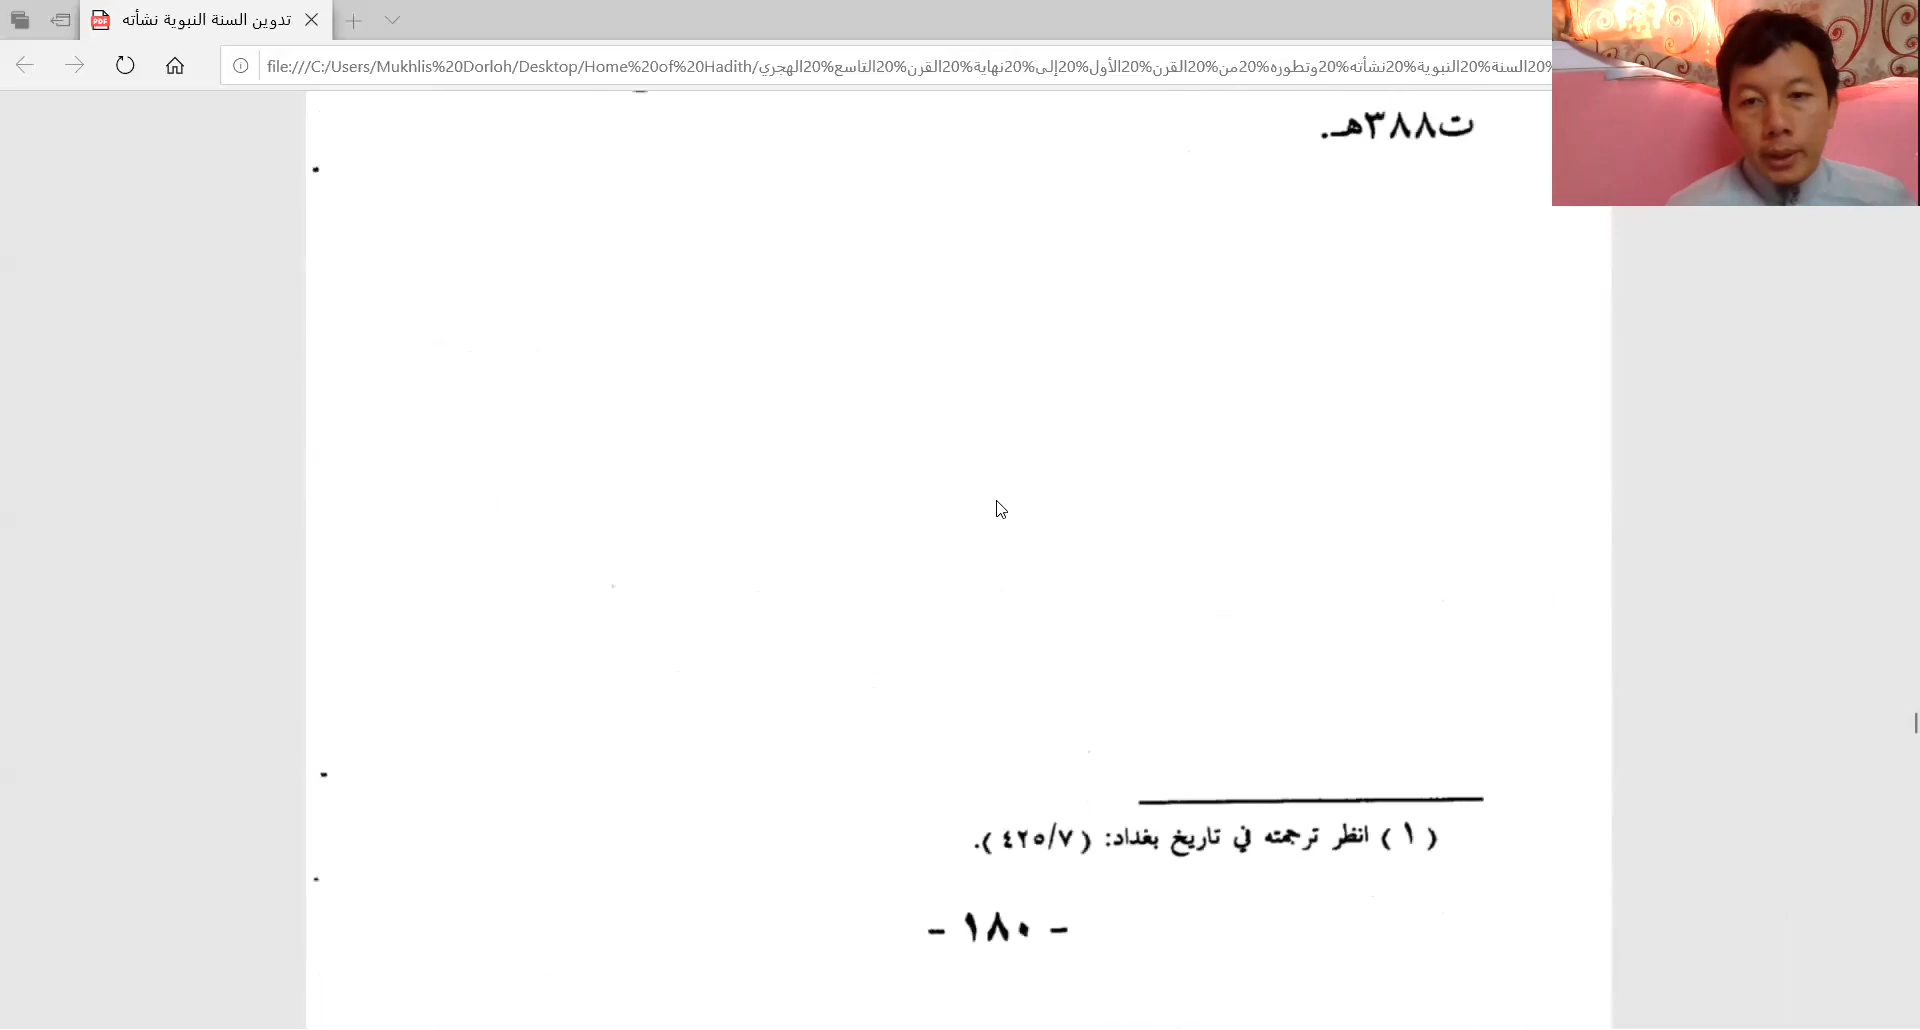 تدوين السنة النبوية نشأته
file:///C:/Users/Mukhlis%20Dorloh/Desktop/Home%20of%20Hadith/السنة%20النبوية%20نشأته%20وتطوره%20من%20القرن%20الأول%20إلى%20نهاية%20القرن%20التاسع%20الهجري%20
ت٣٨٨هـ.
( ١ ) انظر ترجمته في تاريخ بغداد: ( ٤٢٥/٧ ).
- ١٨٠ -